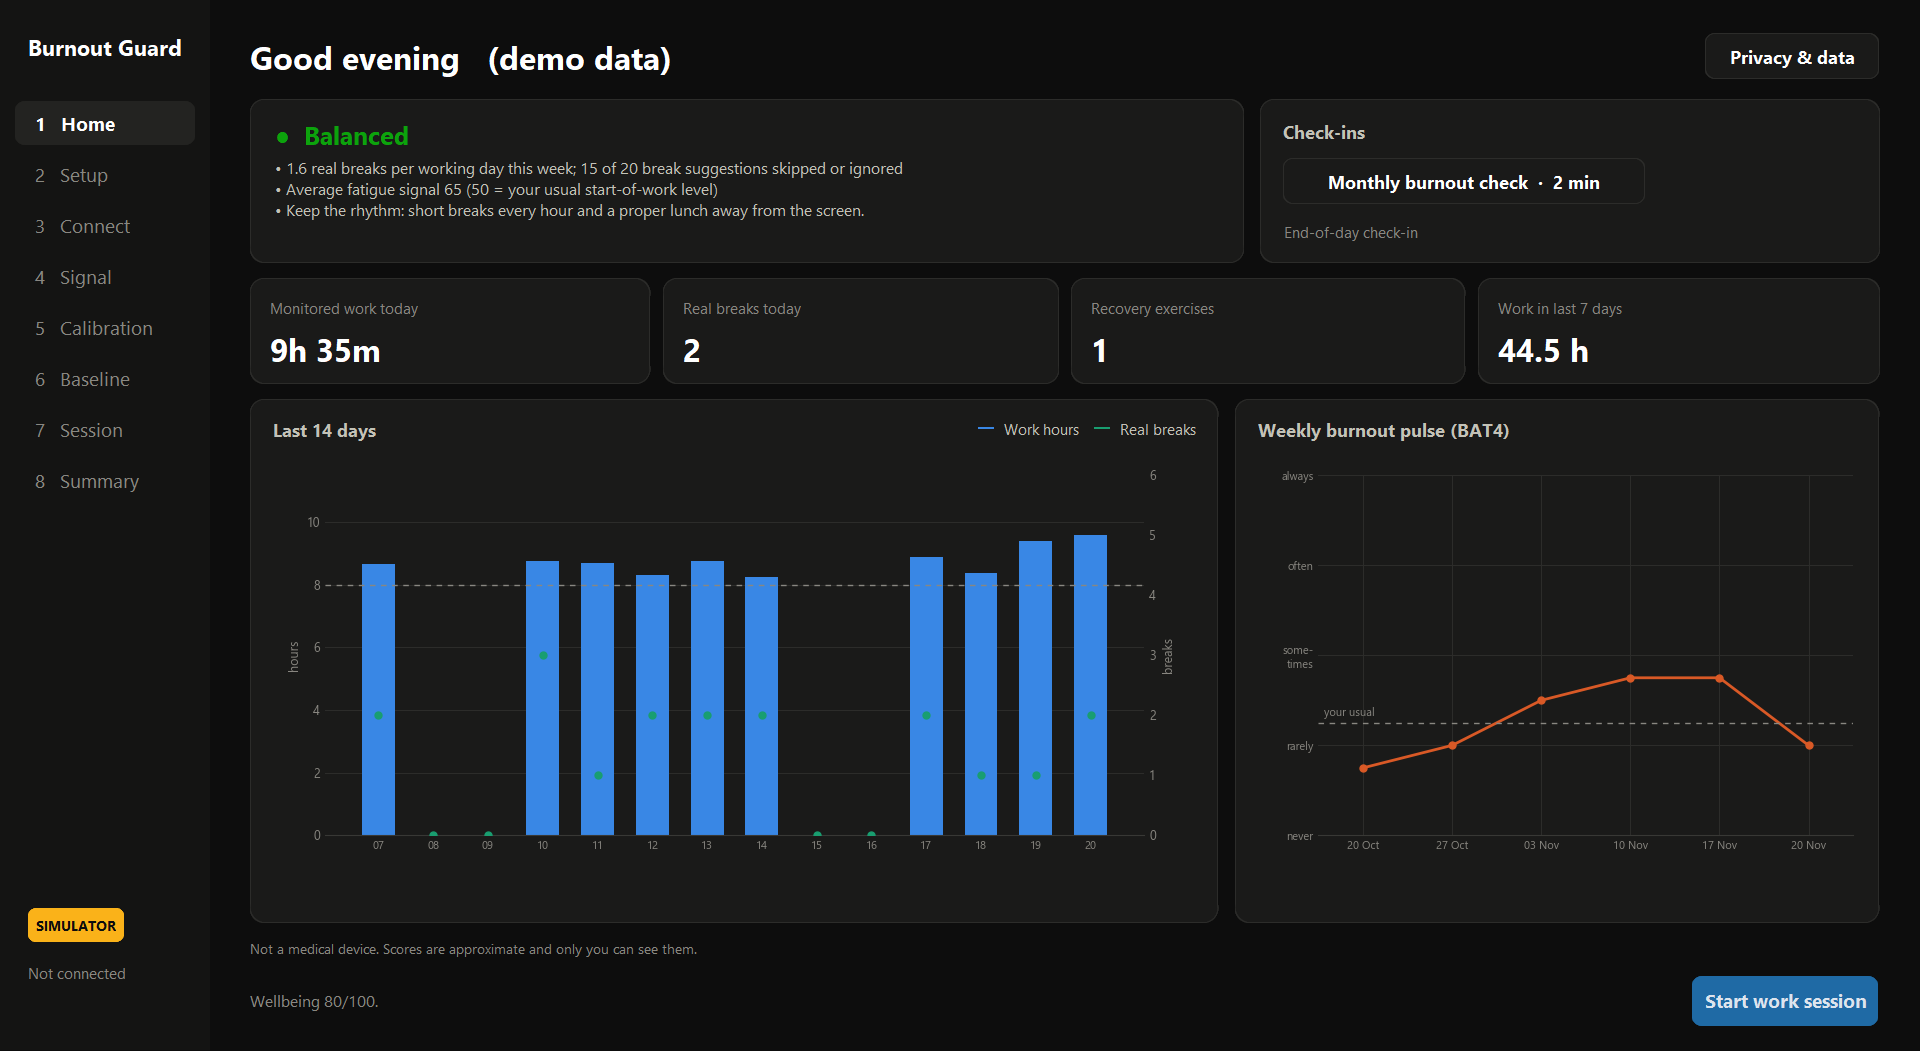 Burnout Guard
1 Home
2 Setup
3 Connect
4 Signal
5 Calibration
6 Baseline
7 Session
8 Summary
SIMULATOR
Not connected
Good evening (demo data)
Privacy & data
● Balanced
• 1.6 real breaks per working day this week; 15 of 20 break suggestions skipped or ignored
• Average fatigue signal 65 (50 = your usual start-of-work level)
• Keep the rhythm: short breaks every hour and a proper lunch away from the screen.
Check-ins
Monthly burnout check · 2 min
End-of-day check-in
Monitored work today
9h 35m
Real breaks today
2
Recovery exercises
1
Work in last 7 days
44.5 h
Last 14 days
Work hours
Real breaks
hours
10
8
6
4
2
0
07 08 09 10 11 12 13 14 15 16 17 18 19 20
6
5
4
3
2
1
0
breaks
Weekly burnout pulse (BAT4)
always
often
some-
times
your usual
rarely
never
20 Oct 27 Oct 03 Nov 10 Nov 17 Nov 20 Nov
Not a medical device. Scores are approximate and only you can see them.
Wellbeing 80/100.
Start work session